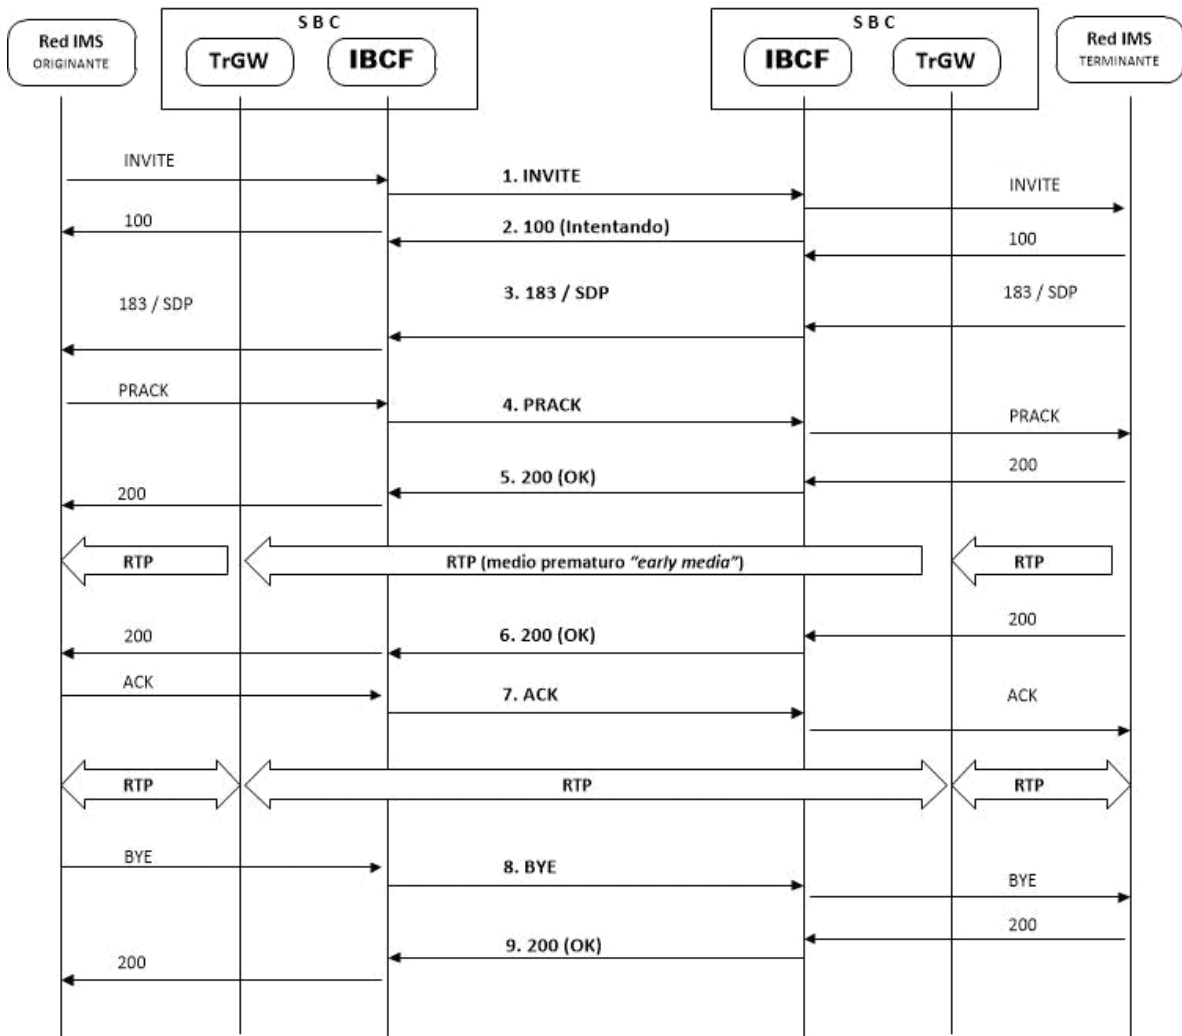 S B C
S B C
Red IMS
ORIGINANTE
TrGW
IBCF
IBCF
TrGW
Red IMS
TERMINANTE
INVITE
1. INVITE
INVITE
100
2. 100 (Intentando)
100
183 / SDP
3. 183 / SDP
183 / SDP
PRACK
4. PRACK
PRACK
200
5. 200 (OK)
200
RTP
RTP (medio prematuro “early media”)
RTP
200
6. 200 (OK)
200
ACK
7. ACK
ACK
RTP
RTP
RTP
BYE
8. BYE
BYE
200
9. 200 (OK)
200